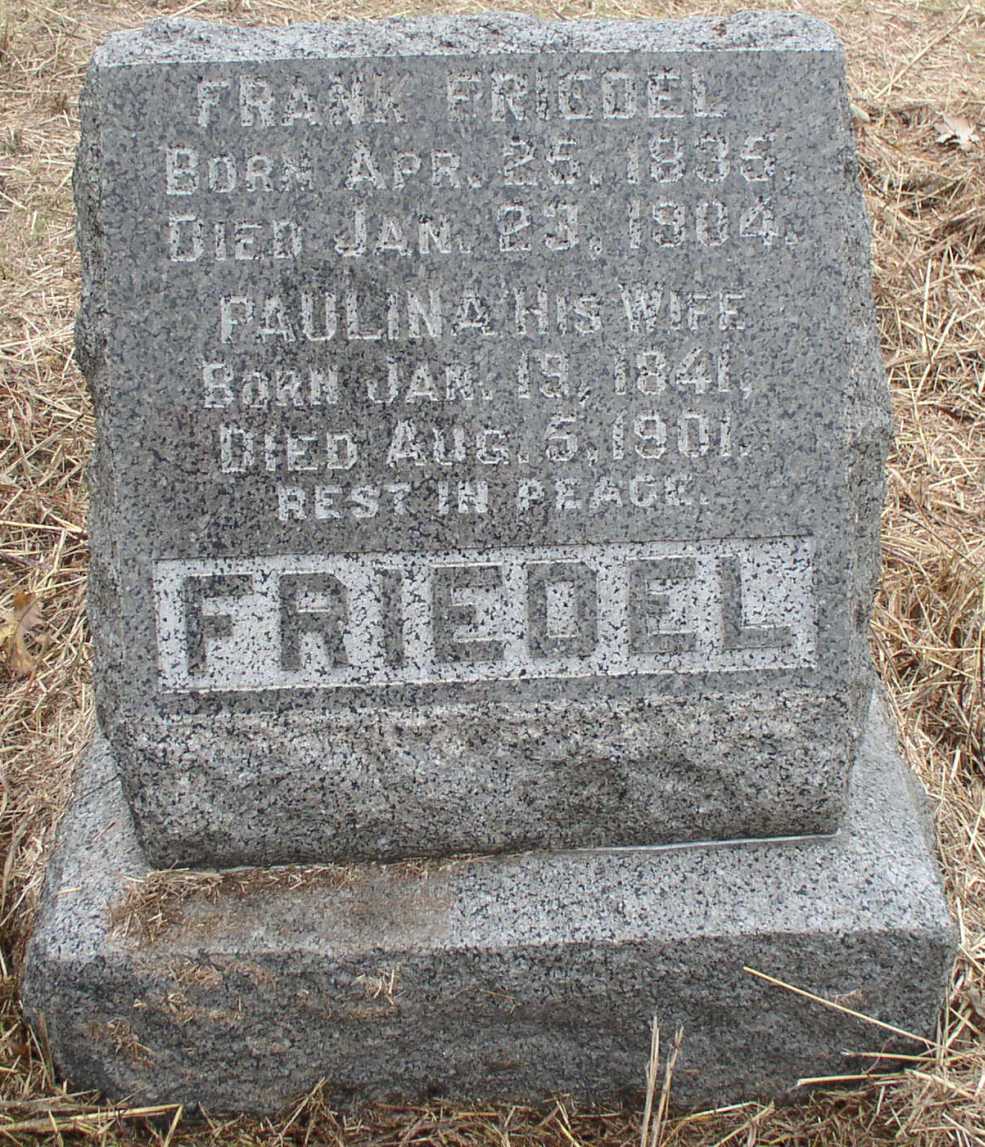 FRANK FRIEDEL
BORN APR. 25, 1835.
DIED JAN. 23, 1904.
PAULINA HIS WIFE
BORN JAN. 19, 1841,
DIED AUG. 5, 1901.
REST IN PEACE.
FRIEDEL